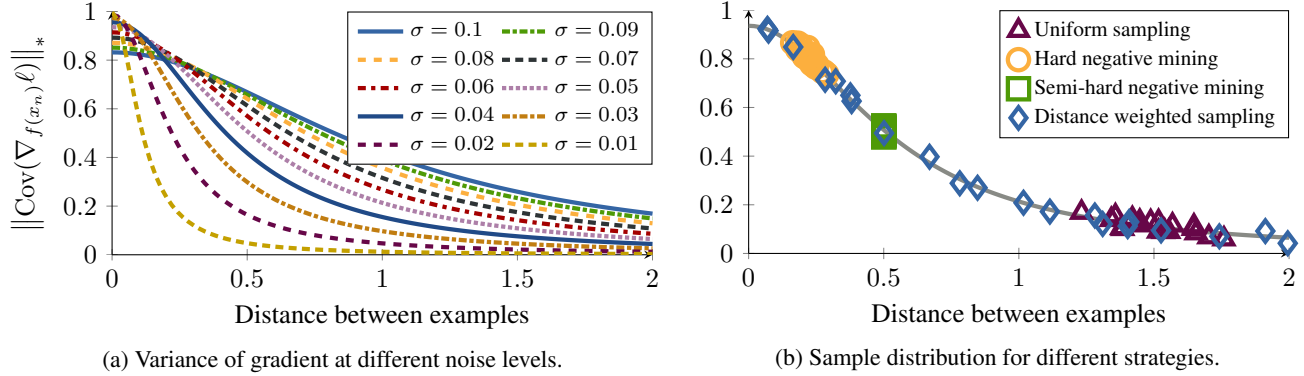 ‖Cov(∇f(xn)ℓ)‖*
1
0.8
0.6
0.4
0.2
0
0 0.5 1 1.5 2
Distance between examples
σ = 0.1 σ = 0.09
σ = 0.08 σ = 0.07
σ = 0.06 σ = 0.05
σ = 0.04 σ = 0.03
σ = 0.02 σ = 0.01
(a) Variance of gradient at different noise levels.
1
0.8
0.6
0.4
0.2
0
0 0.5 1 1.5 2
Distance between examples
Uniform sampling
Hard negative mining
Semi-hard negative mining
Distance weighted sampling
(b) Sample distribution for different strategies.